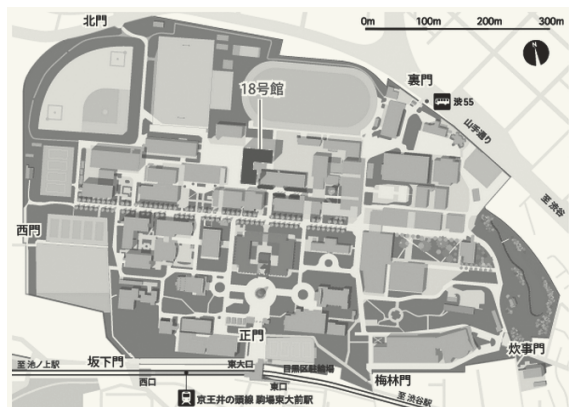 北門
0m 100m 200m 300m
N
裏門
渋55
18号館
山手通り
至 渋谷
西門
正門
炊事門
至 池ノ上駅
坂下門
東大口
目黒区駐輪場
西口
東口
梅林門
至 渋谷駅
京王井の頭線 駒場東大前駅